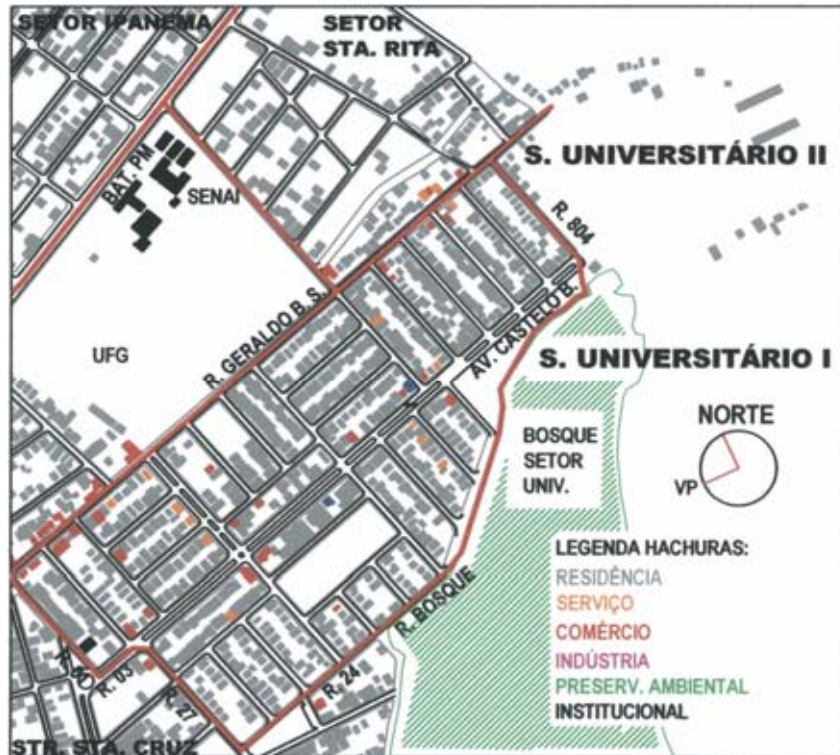 SETOR IPANEMA
SETOR
STA. RITA
S. UNIVERSITÁRIO II
BAT. PM
SENAI
R. 804
R. GERALDO B. S.
AV. CASTELO B.
UFG
S. UNIVERSITÁRIO I
BOSQUE
SETOR
UNIV.
NORTE
VP
LEGENDA HACHURAS:
RESIDÊNCIA
SERVIÇO
COMÉRCIO
INDÚSTRIA
PRESERV. AMBIENTAL
INSTITUCIONAL
R. BOSQUE
R. 03
R. 27
R. 24
STR. STA. CRUZ